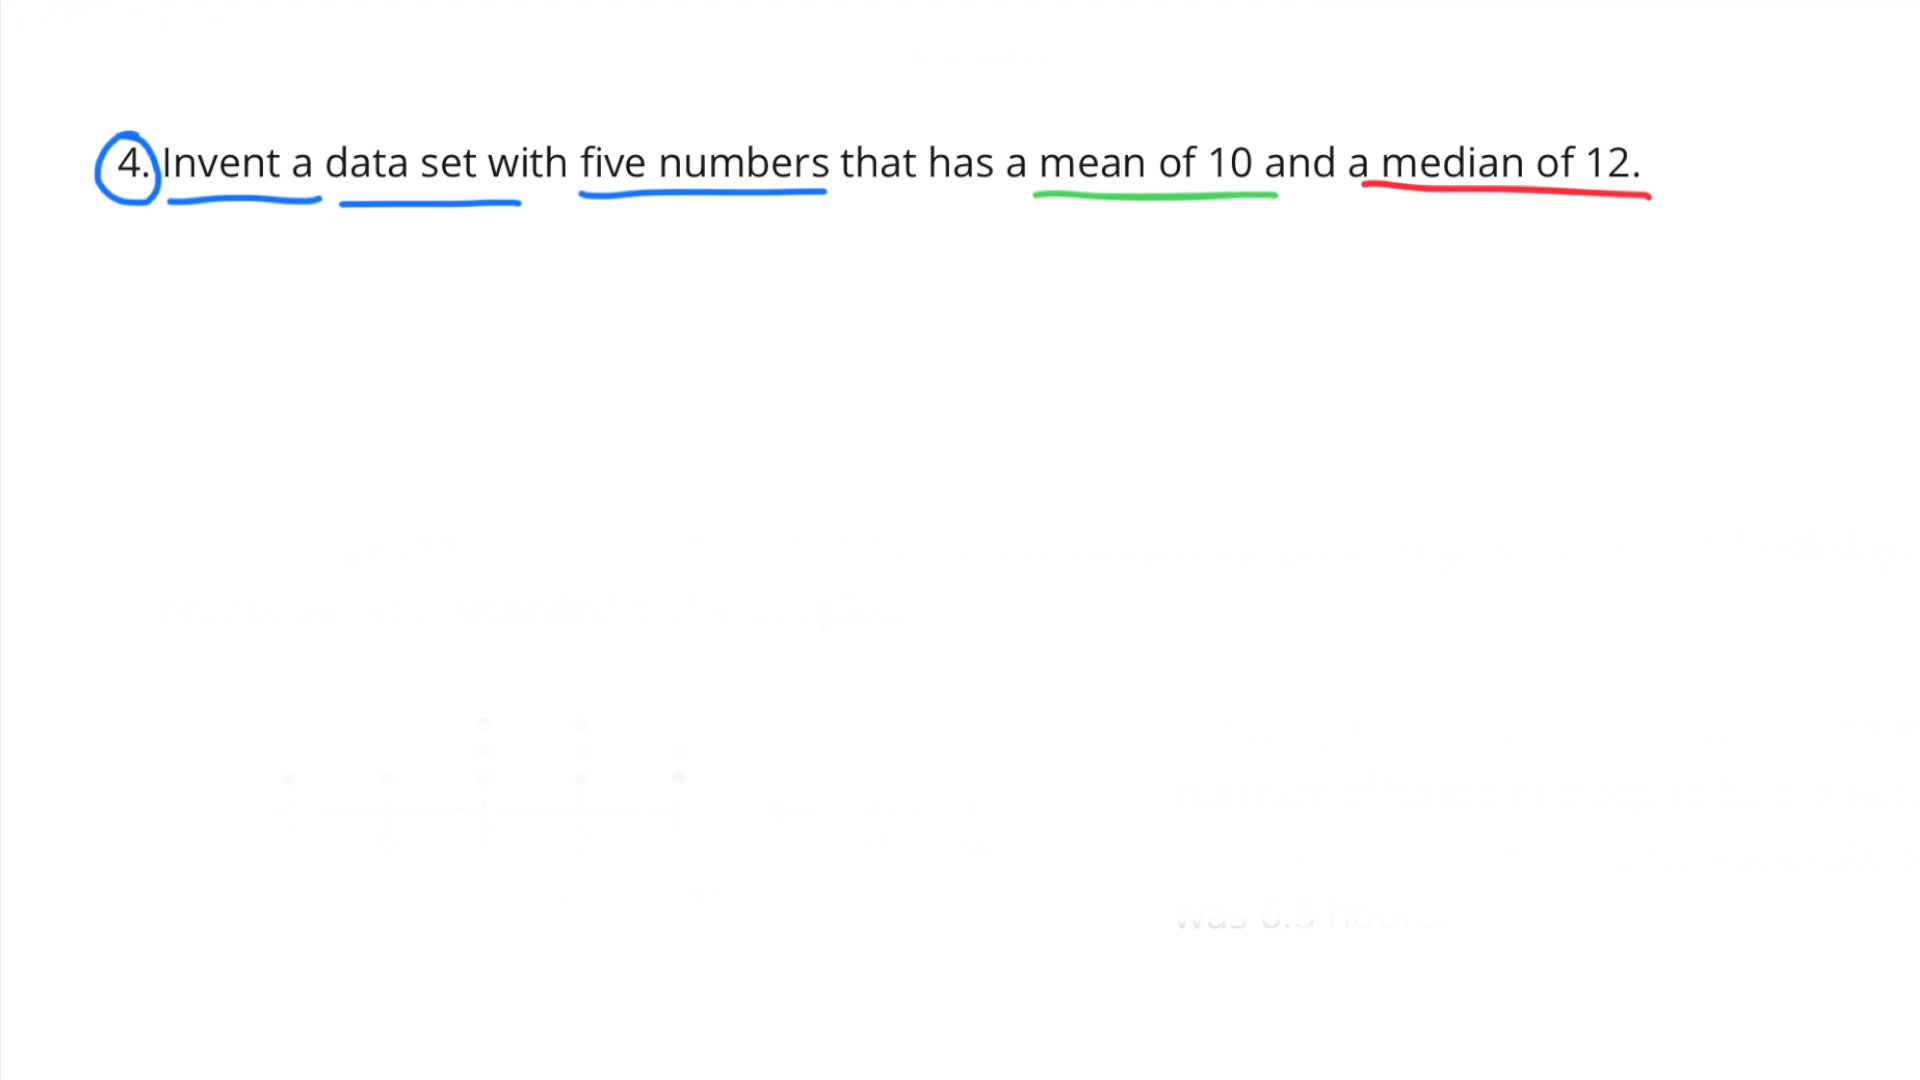 4. Invent a data set with five numbers that has a mean of 10 and a median of 12.